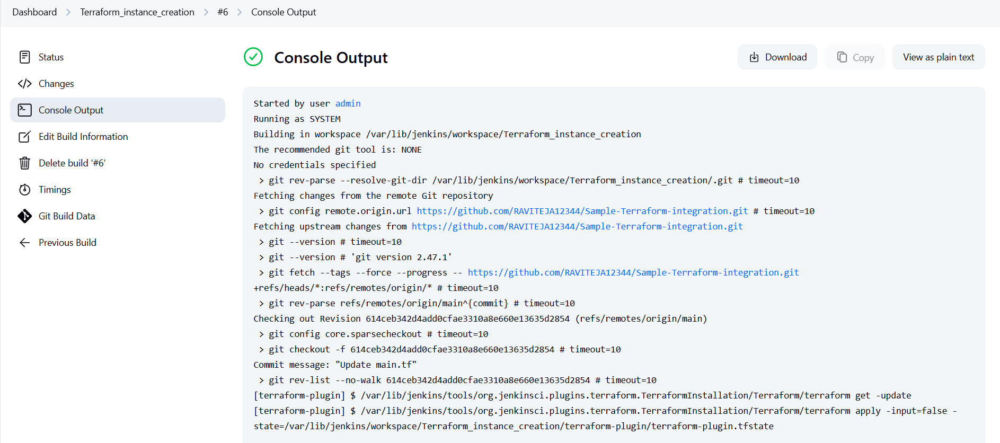 Dashboard > Terraform_instance_creation > #6 > Console Output
Status
Changes
Console Output
Edit Build Information
Delete build ‘#6’
Timings
Git Build Data
Previous Build
Console Output
Download
Copy
View as plain text
Started by user admin
Running as SYSTEM
Building in workspace /var/lib/jenkins/workspace/Terraform_instance_creation
The recommended git tool is: NONE
No credentials specified
 > git rev-parse --resolve-git-dir /var/lib/jenkins/workspace/Terraform_instance_creation/.git # timeout=10
Fetching changes from the remote Git repository
 > git config remote.origin.url https://github.com/RAVITEJA12344/Sample-Terraform-integration.git # timeout=10
Fetching upstream changes from https://github.com/RAVITEJA12344/Sample-Terraform-integration.git
 > git --version # timeout=10
 > git --version # 'git version 2.47.1'
 > git fetch --tags --force --progress -- https://github.com/RAVITEJA12344/Sample-Terraform-integration.git
+refs/heads/*:refs/remotes/origin/* # timeout=10
 > git rev-parse refs/remotes/origin/main^{commit} # timeout=10
Checking out Revision 614ceb342d4add0cfae3310a8e660e13635d2854 (refs/remotes/origin/main)
 > git config core.sparsecheckout # timeout=10
 > git checkout -f 614ceb342d4add0cfae3310a8e660e13635d2854 # timeout=10
Commit message: "Update main.tf"
 > git rev-list --no-walk 614ceb342d4add0cfae3310a8e660e13635d2854 # timeout=10
[terraform-plugin] $ /var/lib/jenkins/tools/org.jenkinsci.plugins.terraform.TerraformInstallation/Terraform/terraform get -update
[terraform-plugin] $ /var/lib/jenkins/tools/org.jenkinsci.plugins.terraform.TerraformInstallation/Terraform/terraform apply -input=false -
state=/var/lib/jenkins/workspace/Terraform_instance_creation/terraform-plugin/terraform-plugin.tfstate